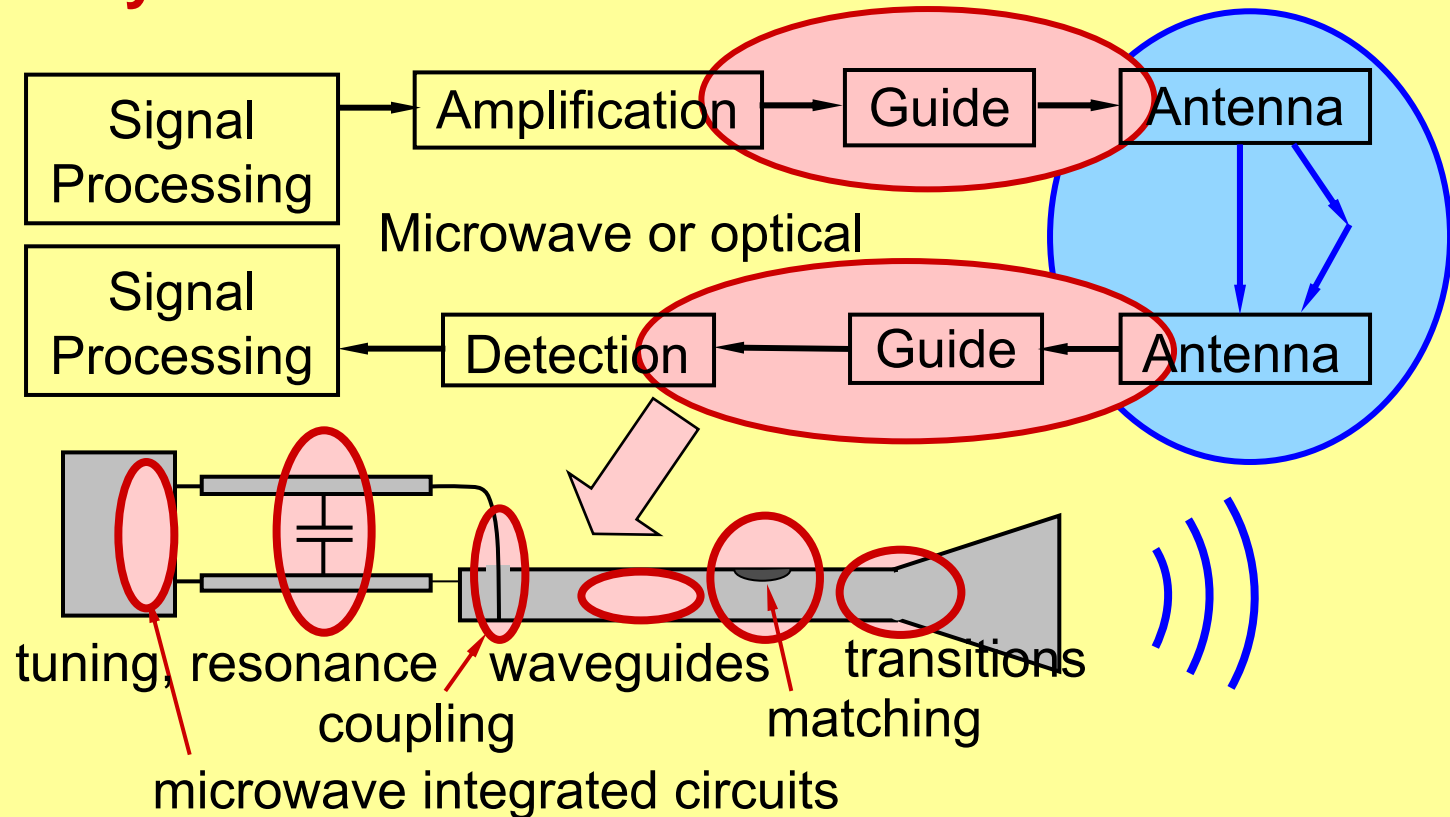 Signal
Processing
Amplification
Guide
Antenna
Microwave or optical
Signal
Processing
Detection
Guide
Antenna
tuning, resonance
waveguides
transitions
coupling
matching
microwave integrated circuits